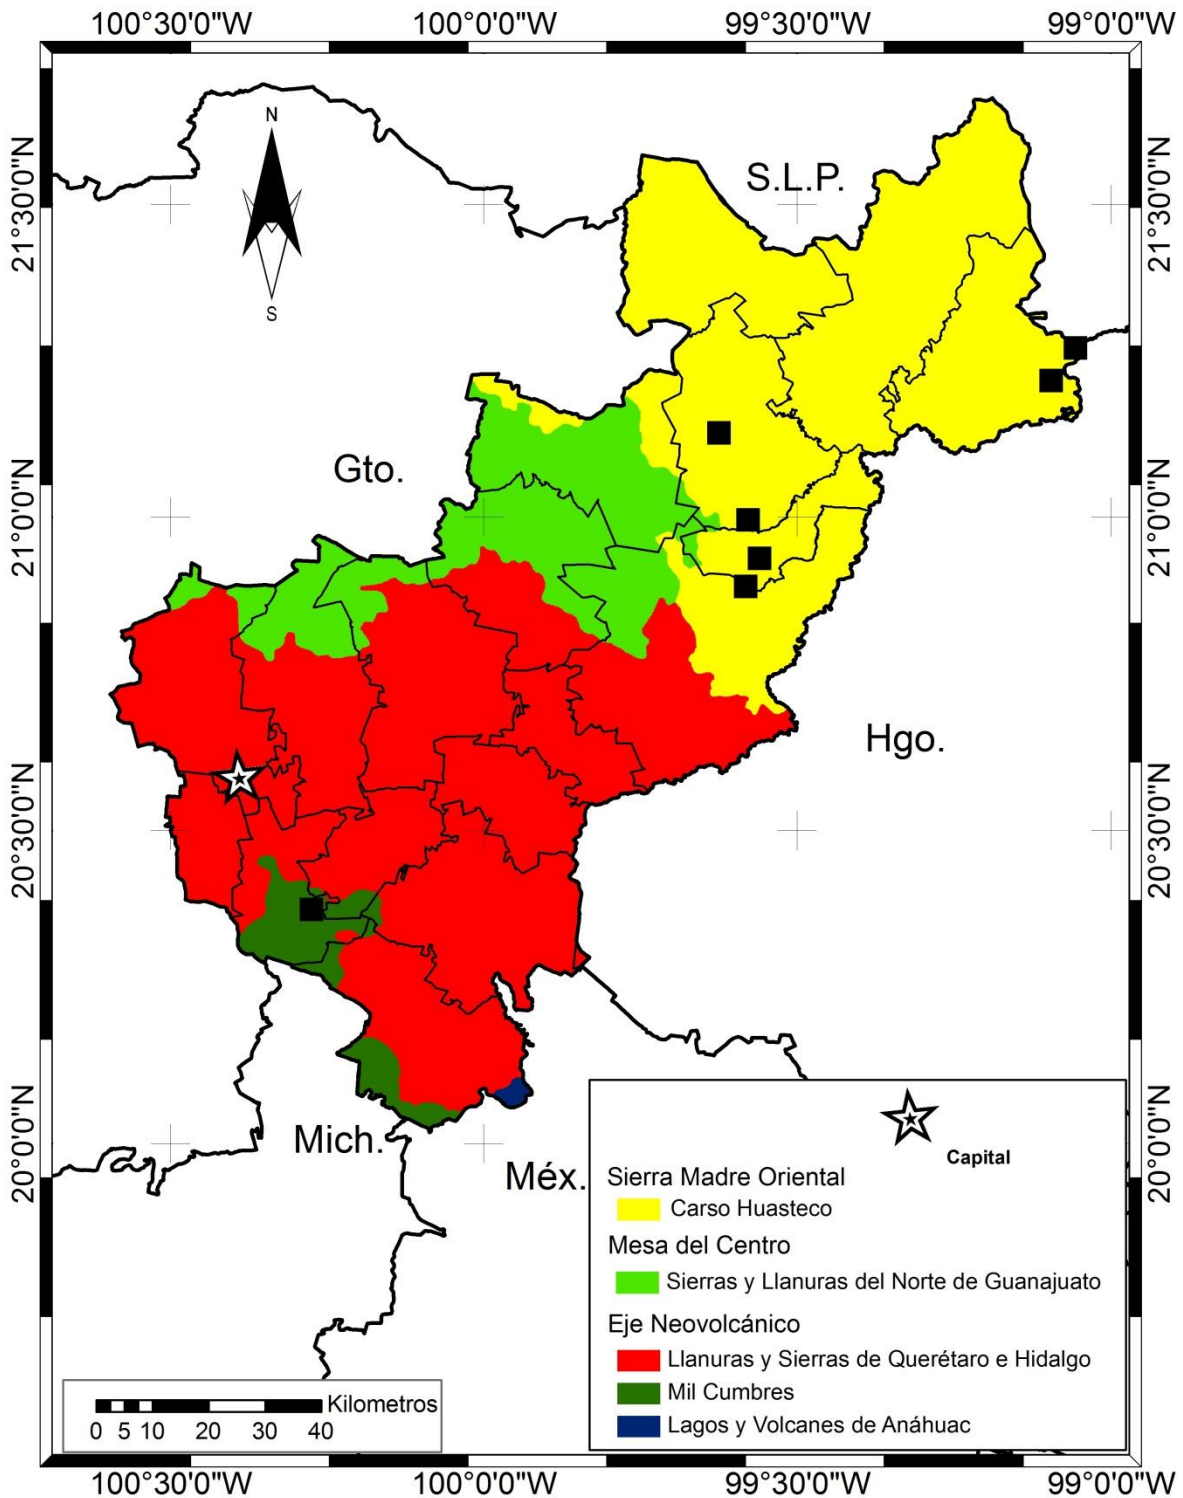 100°30'0"W 100°0'0"W 99°30'0"W 99°0'0"W
N
S
S.L.P.
21°30'0"N 21°30'0"N
Gto.
21°0'0"N 21°0'0"N
Hgo.
20°30'0"N 20°30'0"N
Mich.
Méx.
20°0'0"N 20°0'0"N
Capital
Sierra Madre Oriental
Carso Huasteco
Mesa del Centro
Sierras y Llanuras del Norte de Guanajuato
Eje Neovolcánico
Llanuras y Sierras de Querétaro e Hidalgo
Mil Cumbres
Lagos y Volcanes de Anáhuac
Kilometros
0 5 10 20 30 40
100°30'0"W 100°0'0"W 99°30'0"W 99°0'0"W